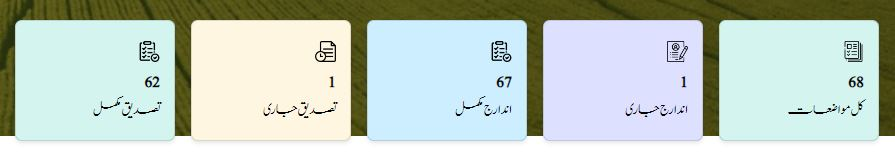 68
کل مواضعات
1
اندراج جاری
67
اندراج مکمل
1
تصدیق جاری
62
تصدیق مکمل